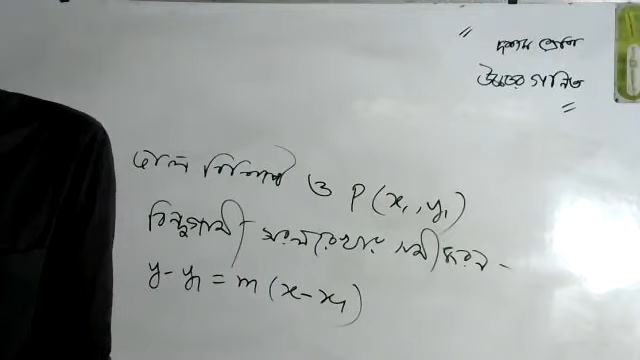 " দশম শ্রেণি
উচ্চতর গণিত
=
ঢাল বিশিষ্ট ও P(x₁, y₁)
বিন্দুগামী সরলরেখার সমীকরণ -
y - y₁ = m(x - x₁)